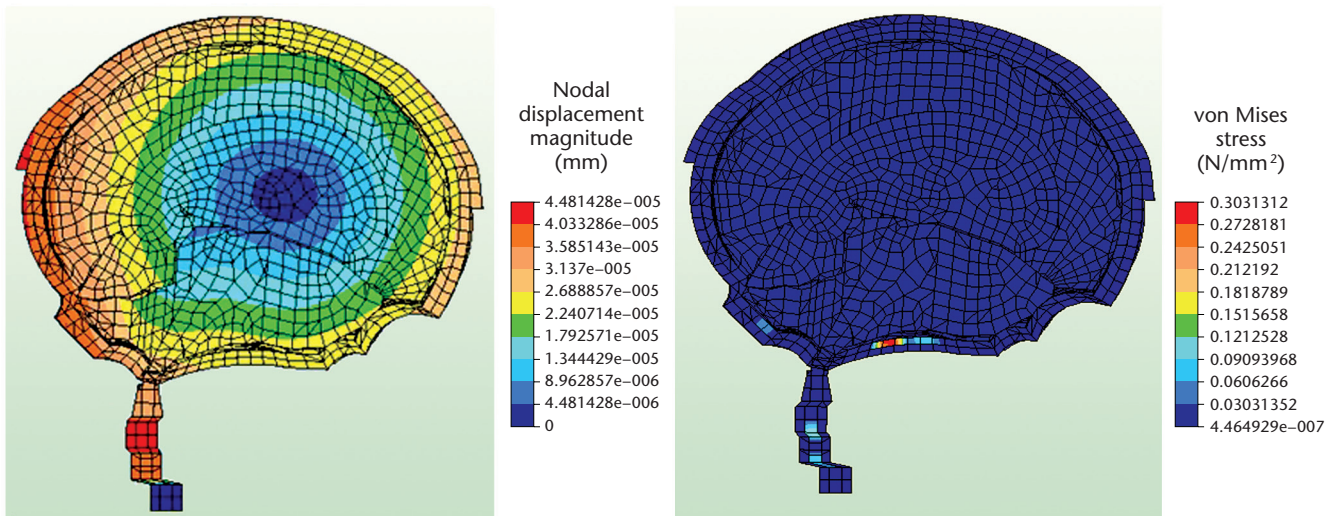 Nodal
displacement
magnitude
(mm)
4.481428e–005
4.033286e–005
3.585143e–005
3.137e–005
2.688857e–005
2.240714e–005
1.792571e–005
1.344429e–005
8.962857e–006
4.481428e–006
0
von Mises
stress
(N/mm²)
0.3031312
0.2728181
0.2425051
0.212192
0.1818789
0.1515658
0.1212528
0.09093968
0.0606266
0.03031352
4.464929e–007